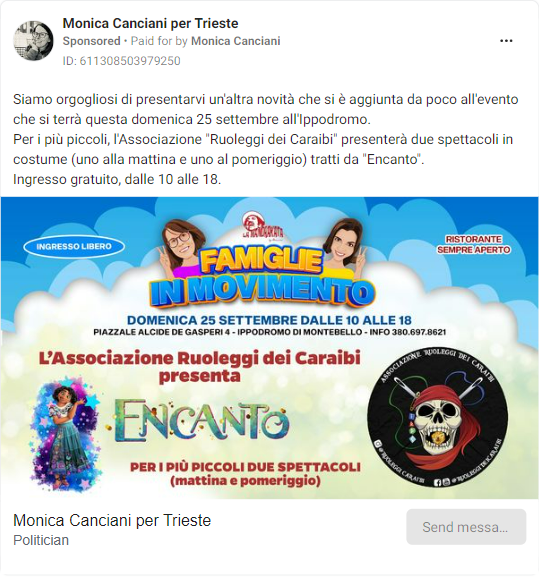 Monica Canciani per Trieste
Sponsored • Paid for by Monica Canciani
ID: 611308503979250
Siamo orgogliosi di presentarvi un'altra novità che si è aggiunta da poco all'evento
che si terrà questa domenica 25 settembre all'Ippodromo.
Per i più piccoli, l'Associazione "Ruoleggi dei Caraibi" presenterà due spettacoli in
costume (uno alla mattina e uno al pomeriggio) tratti da "Encanto".
Ingresso gratuito, dalle 10 alle 18.
INGRESSO LIBERO
RISTORANTE
SEMPRE APERTO
FAMIGLIE
IN MOVIMENTO
DOMENICA 25 SETTEMBRE DALLE 10 ALLE 18
PIAZZALE ALCIDE DE GASPERI 4 - IPPODROMO DI MONTEBELLO - INFO 380.697.8621
L'Associazione Ruoleggi dei Caraibi
presenta
ENCANTO
PER I PIÙ PICCOLI DUE SPETTACOLI
(mattina e pomeriggio)
ASSOCIAZIONE RUOLEGGI DEI CARAIBI
Monica Canciani per Trieste
Politician
Send messa...